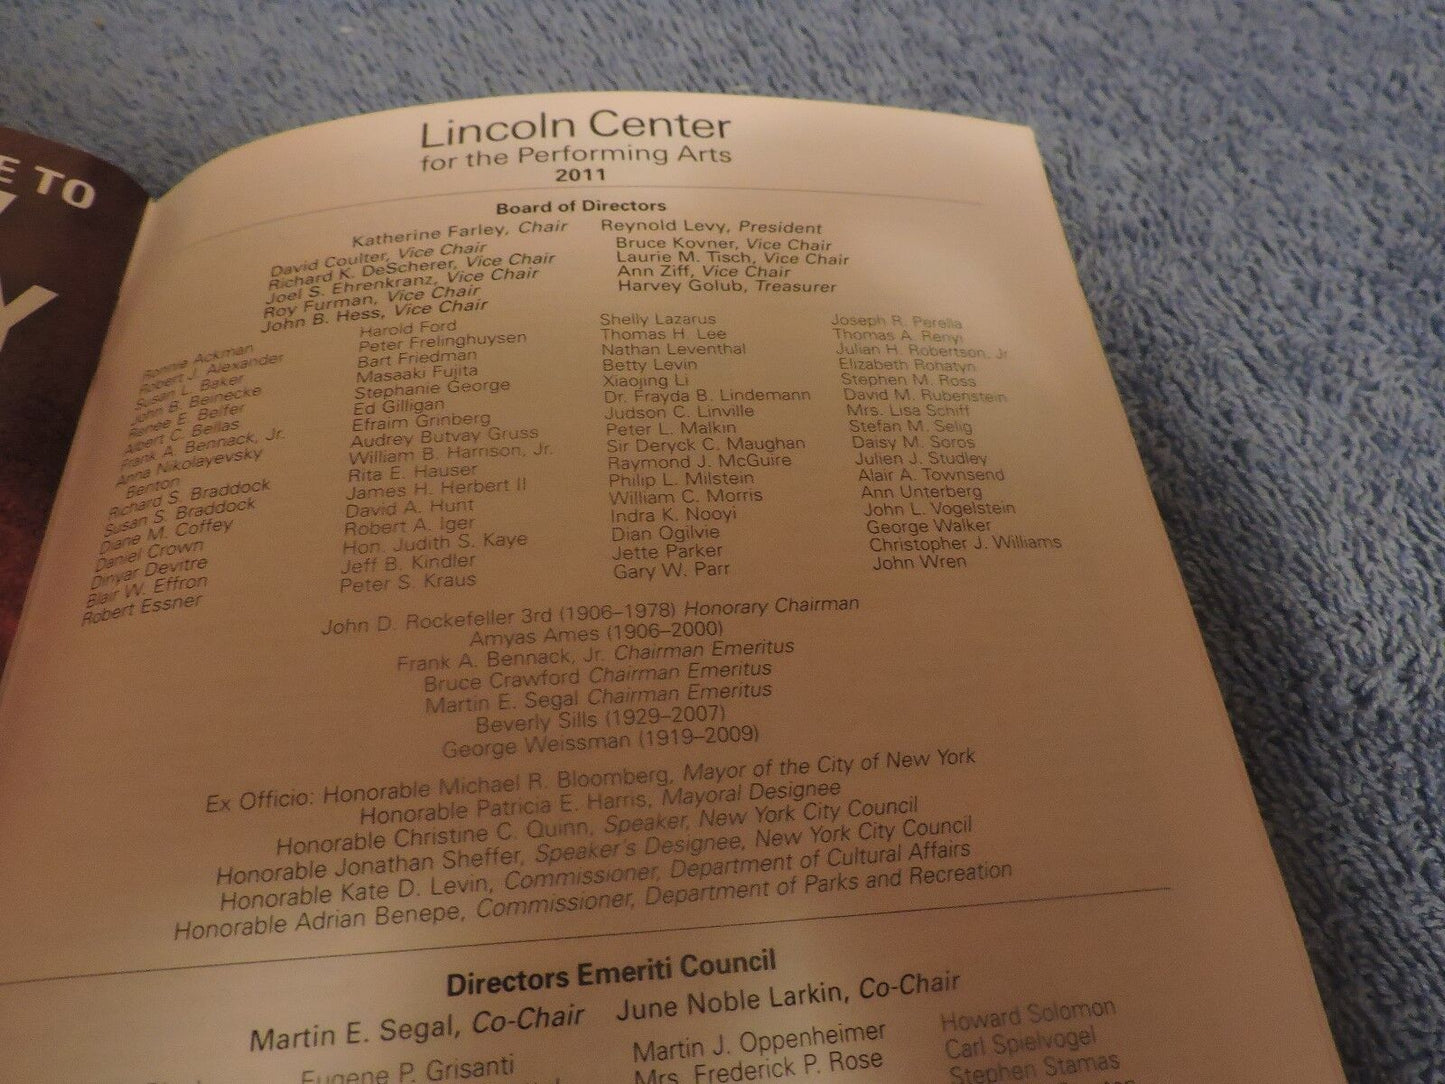 E TO
Y
Lincoln Center
for the Performing Arts
2011
Board of Directors
Katherine Farley, Chair
David Coulter, Vice Chair
Richard K. DeScherer, Vice Chair
Joel S. Ehrenkranz, Vice Chair
Roy Furman, Vice Chair
John B. Hess, Vice Chair
Reynold Levy, President
Bruce Kovner, Vice Chair
Laurie M. Tisch, Vice Chair
Ann Ziff, Vice Chair
Harvey Golub, Treasurer
Bonnie Ackman
Robert J. Alexander
Susan L. Baker
John B. Beinecke
Renée E. Belfer
Albert C. Bellas
Frank A. Bennack, Jr.
Anna Nikolayevsky
Benton
Richard S. Braddock
Susan S. Braddock
Diane M. Coffey
Daniel Crown
Dinyar Devitre
Blair W. Effron
Robert Essner
Harold Ford
Peter Frelinghuysen
Bart Friedman
Masaaki Fujita
Stephanie George
Ed Gilligan
Efraim Grinberg
Audrey Butvay Gruss
William B. Harrison, Jr.
Rita E. Hauser
James H. Herbert II
David A. Hunt
Robert A. Iger
Hon. Judith S. Kaye
Jeff B. Kindler
Peter S. Kraus
Shelly Lazarus
Thomas H. Lee
Nathan Leventhal
Betty Levin
Xiaojing Li
Dr. Frayda B. Lindemann
Judson C. Linville
Peter L. Malkin
Sir Deryck C. Maughan
Raymond J. McGuire
Philip L. Milstein
William C. Morris
Indra K. Nooyi
Dian Ogilvie
Jette Parker
Gary W. Parr
Joseph R. Perella
Thomas A. Renyi
Julian H. Robertson, Jr.
Elizabeth Rohatyn
Stephen M. Ross
David M. Rubenstein
Mrs. Lisa Schiff
Stefan M. Selig
Daisy M. Soros
Julien J. Studley
Alair A. Townsend
Ann Unterberg
John L. Vogelstein
George Walker
Christopher J. Williams
John Wren
John D. Rockefeller 3rd (1906–1978) Honorary Chairman
Amyas Ames (1906–2000)
Frank A. Bennack, Jr. Chairman Emeritus
Bruce Crawford Chairman Emeritus
Martin E. Segal Chairman Emeritus
Beverly Sills (1929–2007)
George Weissman (1919–2009)
Ex Officio: Honorable Michael R. Bloomberg, Mayor of the City of New York
Honorable Patricia E. Harris, Mayoral Designee
Honorable Christine C. Quinn, Speaker, New York City Council
Honorable Jonathan Sheffer, Speaker's Designee, New York City Council
Honorable Kate D. Levin, Commissioner, Department of Cultural Affairs
Honorable Adrian Benepe, Commissioner, Department of Parks and Recreation
Directors Emeriti Council
Martin E. Segal, Co-Chair June Noble Larkin, Co-Chair
Eugene P. Grisanti
Martin J. Oppenheimer
Mrs. Frederick P. Rose
Howard Solomon
Carl Spielvogel
Stephen Stamas